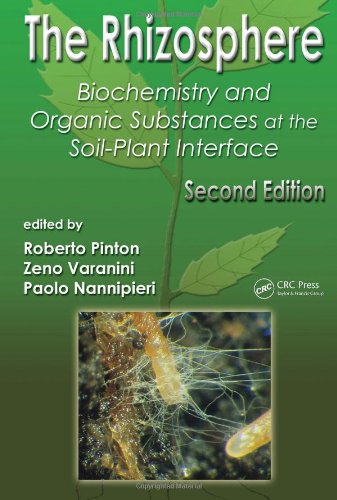 The Rhizosphere
Biochemistry and
Organic Substances at the
Soil-Plant Interface
Second Edition
edited by
Roberto Pinton
Zeno Varanini
Paolo Nannipieri
CRC
CRC Press
Taylor & Francis Group